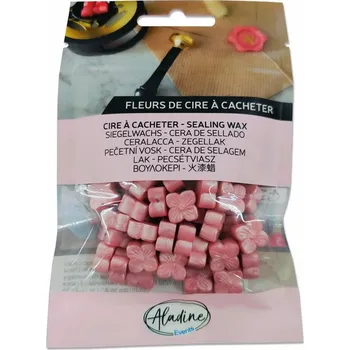 FLEURS DE CIRE À CACHETER
CIRE À CACHETER - SEALING WAX
SIEGELWACHS - CERA DE SELLADO
CERALACCA - ZEGELLAK
PEČETNÍ VOSK - CERA DE SELAGEM
LAK - PECSÉTVIASZ
ΒΟΥΛΟΚΕΡΙ - 火漆蜡
Aladine
Esprit